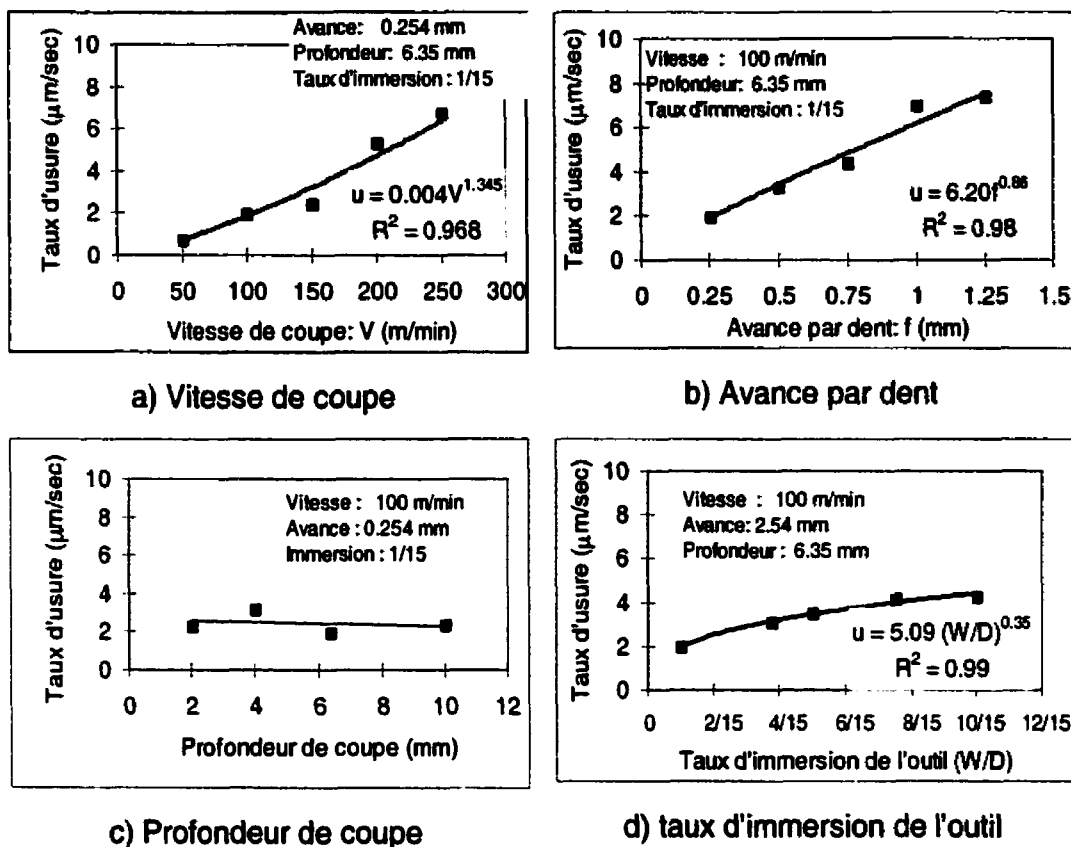 Avance: 0.254 mm
Profondeur: 6.35 mm
Taux d'immersion : 1/15
Taux d'usure (μm/sec)
10
8
6
4
2
0
u = 0.004V^1.345
R² = 0.968
0 50 100 150 200 250 300
Vitesse de coupe: V (m/min)
a) Vitesse de coupe
Vitesse : 100 m/min
Profondeur: 6.35 mm
Taux d'immersion : 1/15
Taux d'usure (μm/sec)
10
8
6
4
2
0
u = 6.20f^0.86
R² = 0.98
0 0.25 0.5 0.75 1 1.25 1.5
Avance par dent: f (mm)
b) Avance par dent
Vitesse : 100 m/min
Avance : 0.254 mm
Immersion : 1/15
Taux d'usure (μm/sec)
10
8
6
4
2
0
0 2 4 6 8 10 12
Profondeur de coupe (mm)
c) Profondeur de coupe
Vitesse : 100 m/min
Avance: 2.54 mm
Profondeur : 6.35 mm
Taux d'usure (μm/sec)
10
8
6
4
2
0
u = 5.09 (W/D)^0.35
R² = 0.99
0 2/15 4/15 6/15 8/15 10/15 12/15
Taux d'immersion de l'outil (W/D)
d) taux d'immersion de l'outil